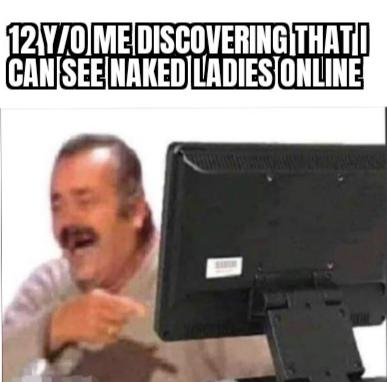 12 Y/O ME DISCOVERING THAT I
CAN SEE NAKED LADIES ONLINE